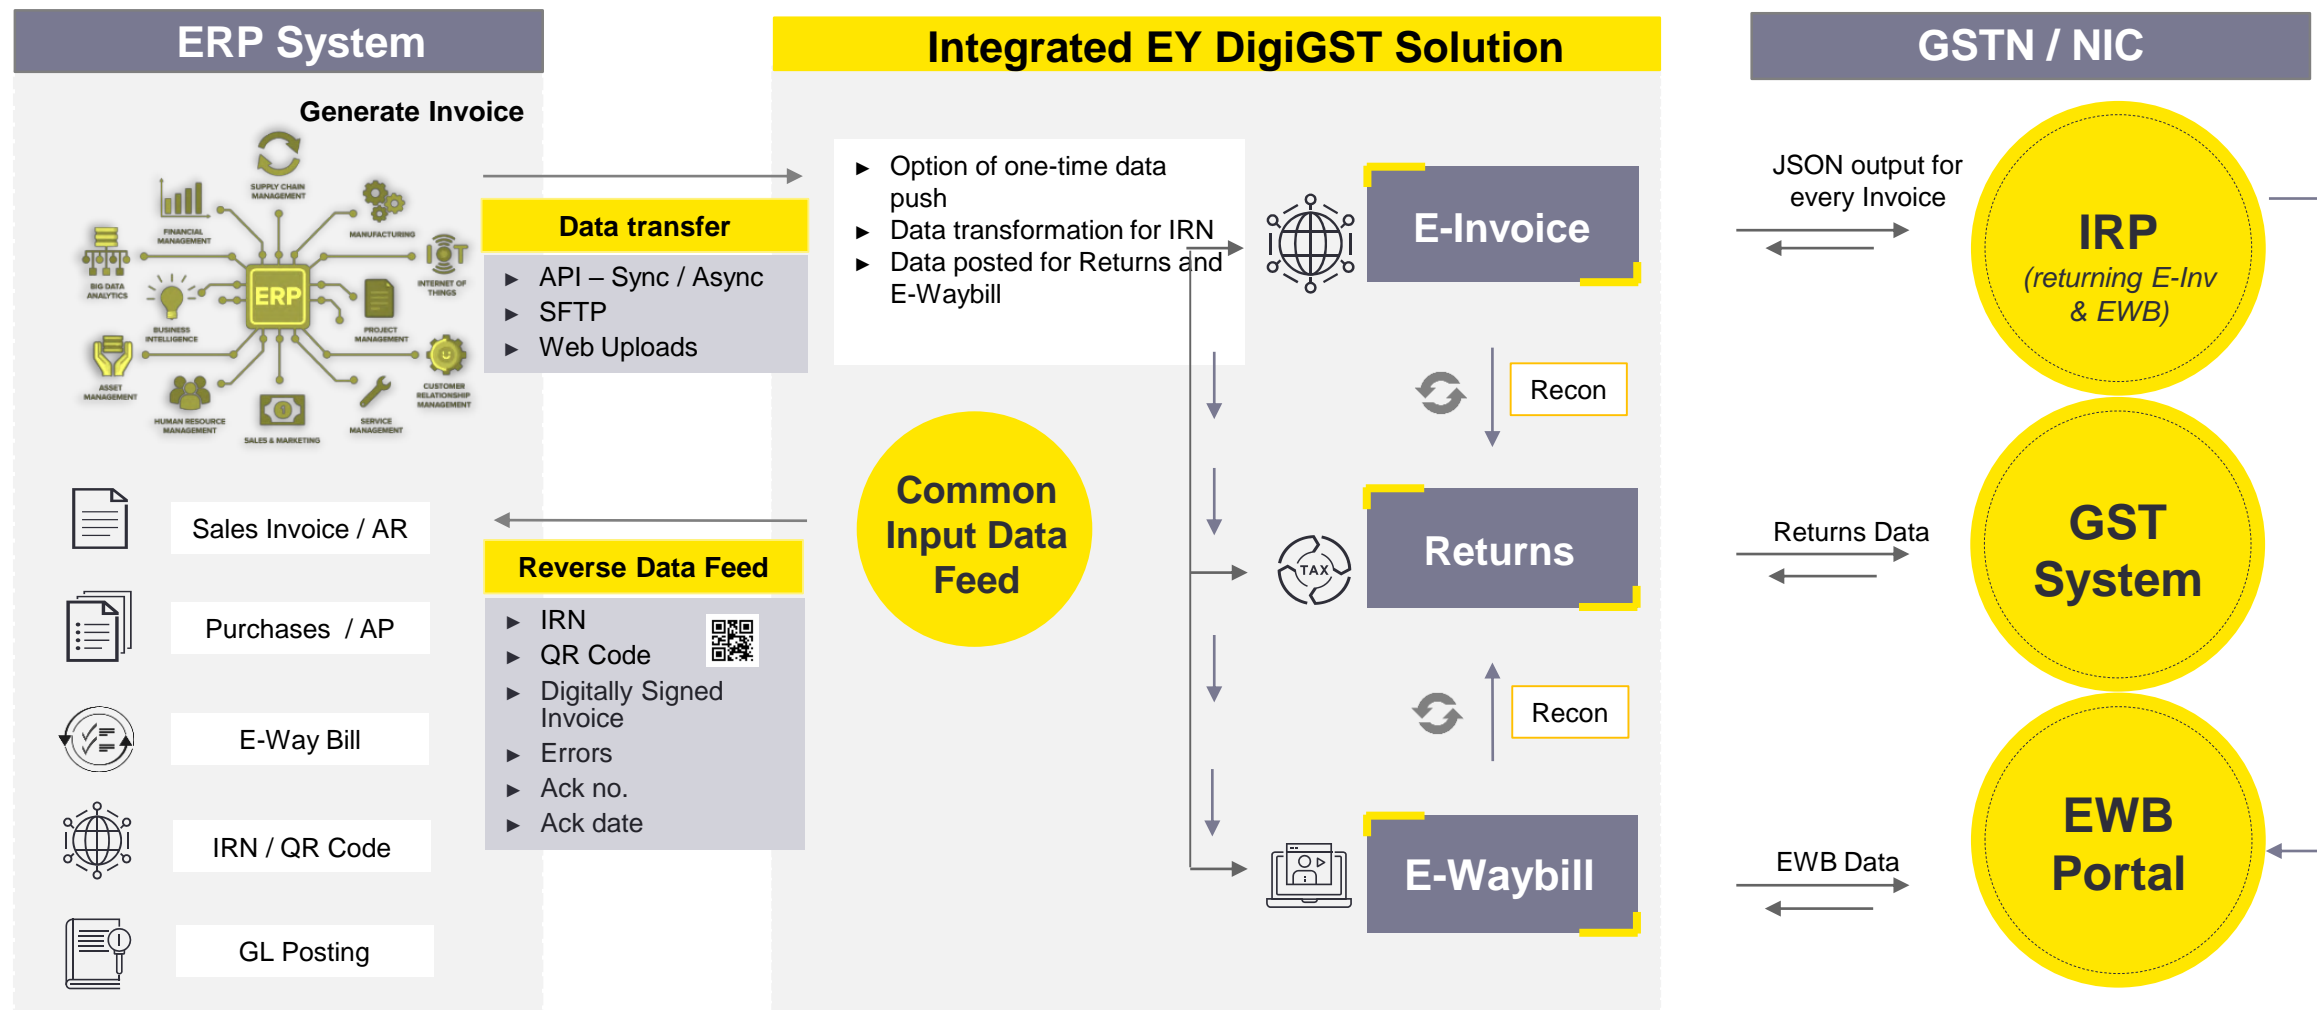 ERP System
Generate Invoice
SUPPLY CHAIN
MANAGEMENT
FINANCIAL
MANAGEMENT
MANUFACTURING
BIG DATA
ANALYTICS
IoT
INTERNET OF
THINGS
ERP
BUSINESS
INTELLIGENCE
PROJECT
MANAGEMENT
ASSET
MANAGEMENT
CUSTOMER
RELATIONSHIP
MANAGEMENT
HUMAN RESOURCE
MANAGEMENT
SALES & MARKETING
SERVICE
MANAGEMENT
Sales Invoice / AR
Purchases / AP
E-Way Bill
IRN / QR Code
GL Posting
Data transfer
► API – Sync / Async
► SFTP
► Web Uploads
Reverse Data Feed
► IRN
► QR Code
► Digitally Signed
Invoice
► Errors
► Ack no.
► Ack date
Integrated EY DigiGST Solution
► Option of one-time data
push
► Data transformation for IRN
► Data posted for Returns and
E-Waybill
Common
Input Data
Feed
E-Invoice
Recon
TAX
Returns
Recon
E-Waybill
GSTN / NIC
JSON output for
every Invoice
IRP
(returning E-Inv
& EWB)
Returns Data
GST
System
EWB Data
EWB
Portal